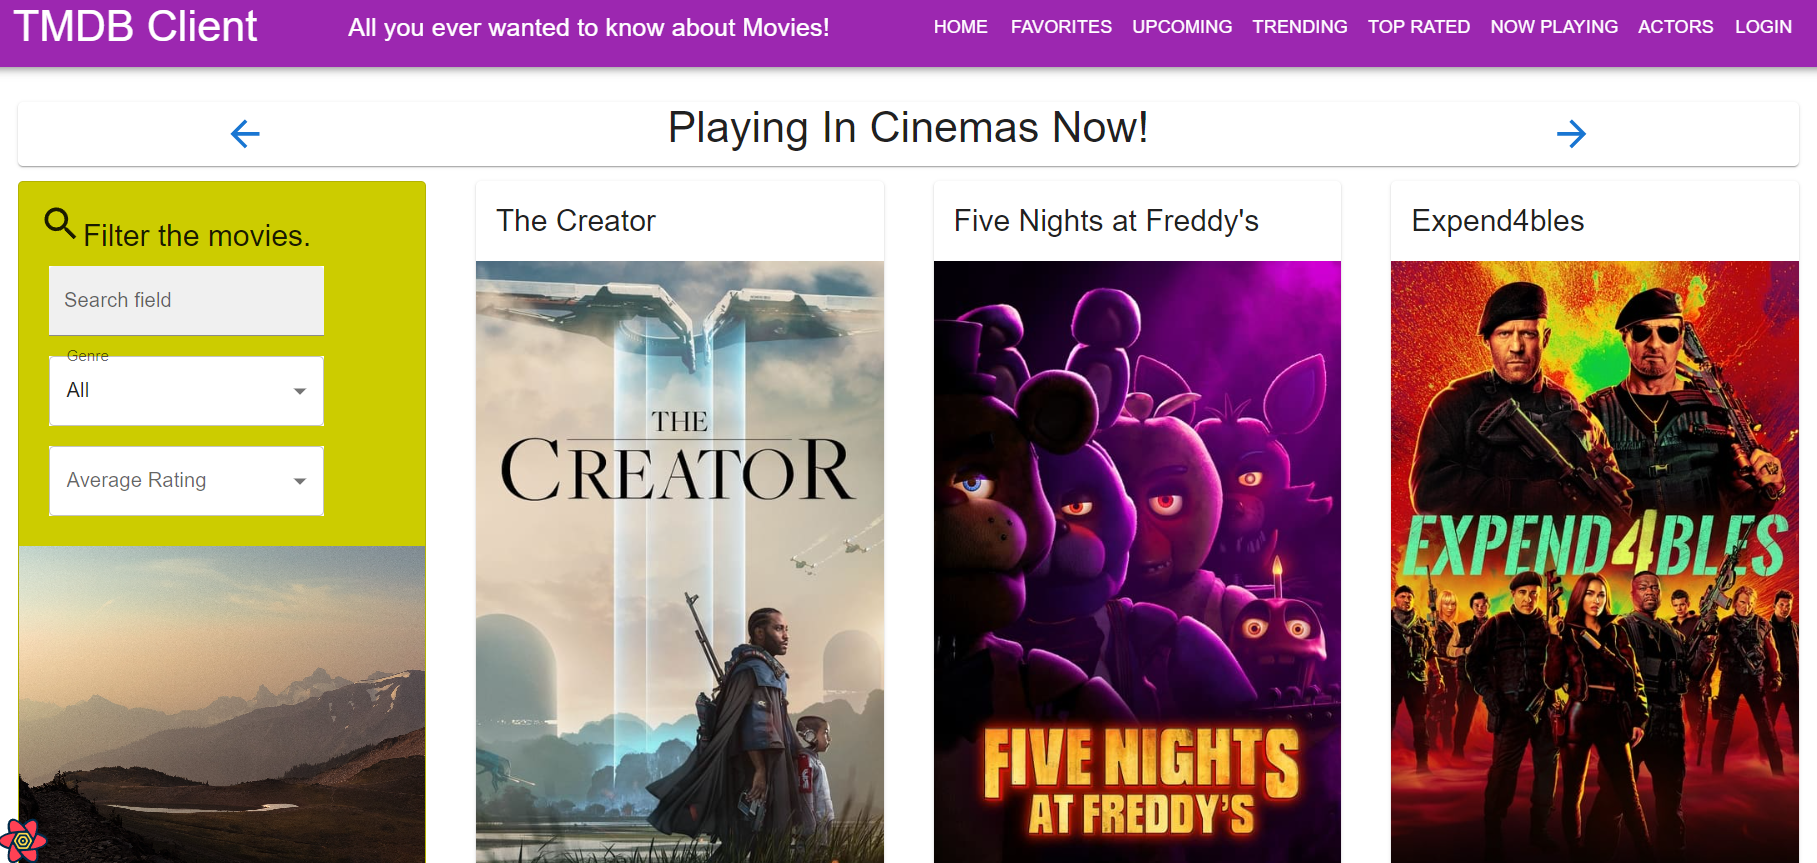 TMDB Client
All you ever wanted to know about Movies!
HOME FAVORITES UPCOMING TRENDING TOP RATED NOW PLAYING ACTORS LOGIN
Playing In Cinemas Now!
Filter the movies.
Search field
Genre
All
Average Rating
The Creator
THE
CREATOR
Five Nights at Freddy's
FIVE NIGHTS
AT FREDDY'S
Expend4bles
EXPEND4BLES